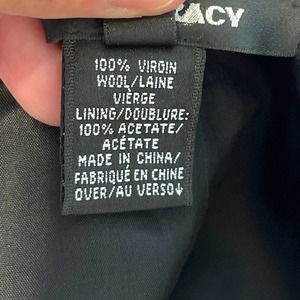 ACY
100% VIRGIN
WOOL/LAINE
VIÈRGE
LINING/DOUBLURE:
100% ACETATE/
ACÉTATE
MADE IN CHINA/
FABRIQUÉ EN CHINE
OVER/AU VERSO↓